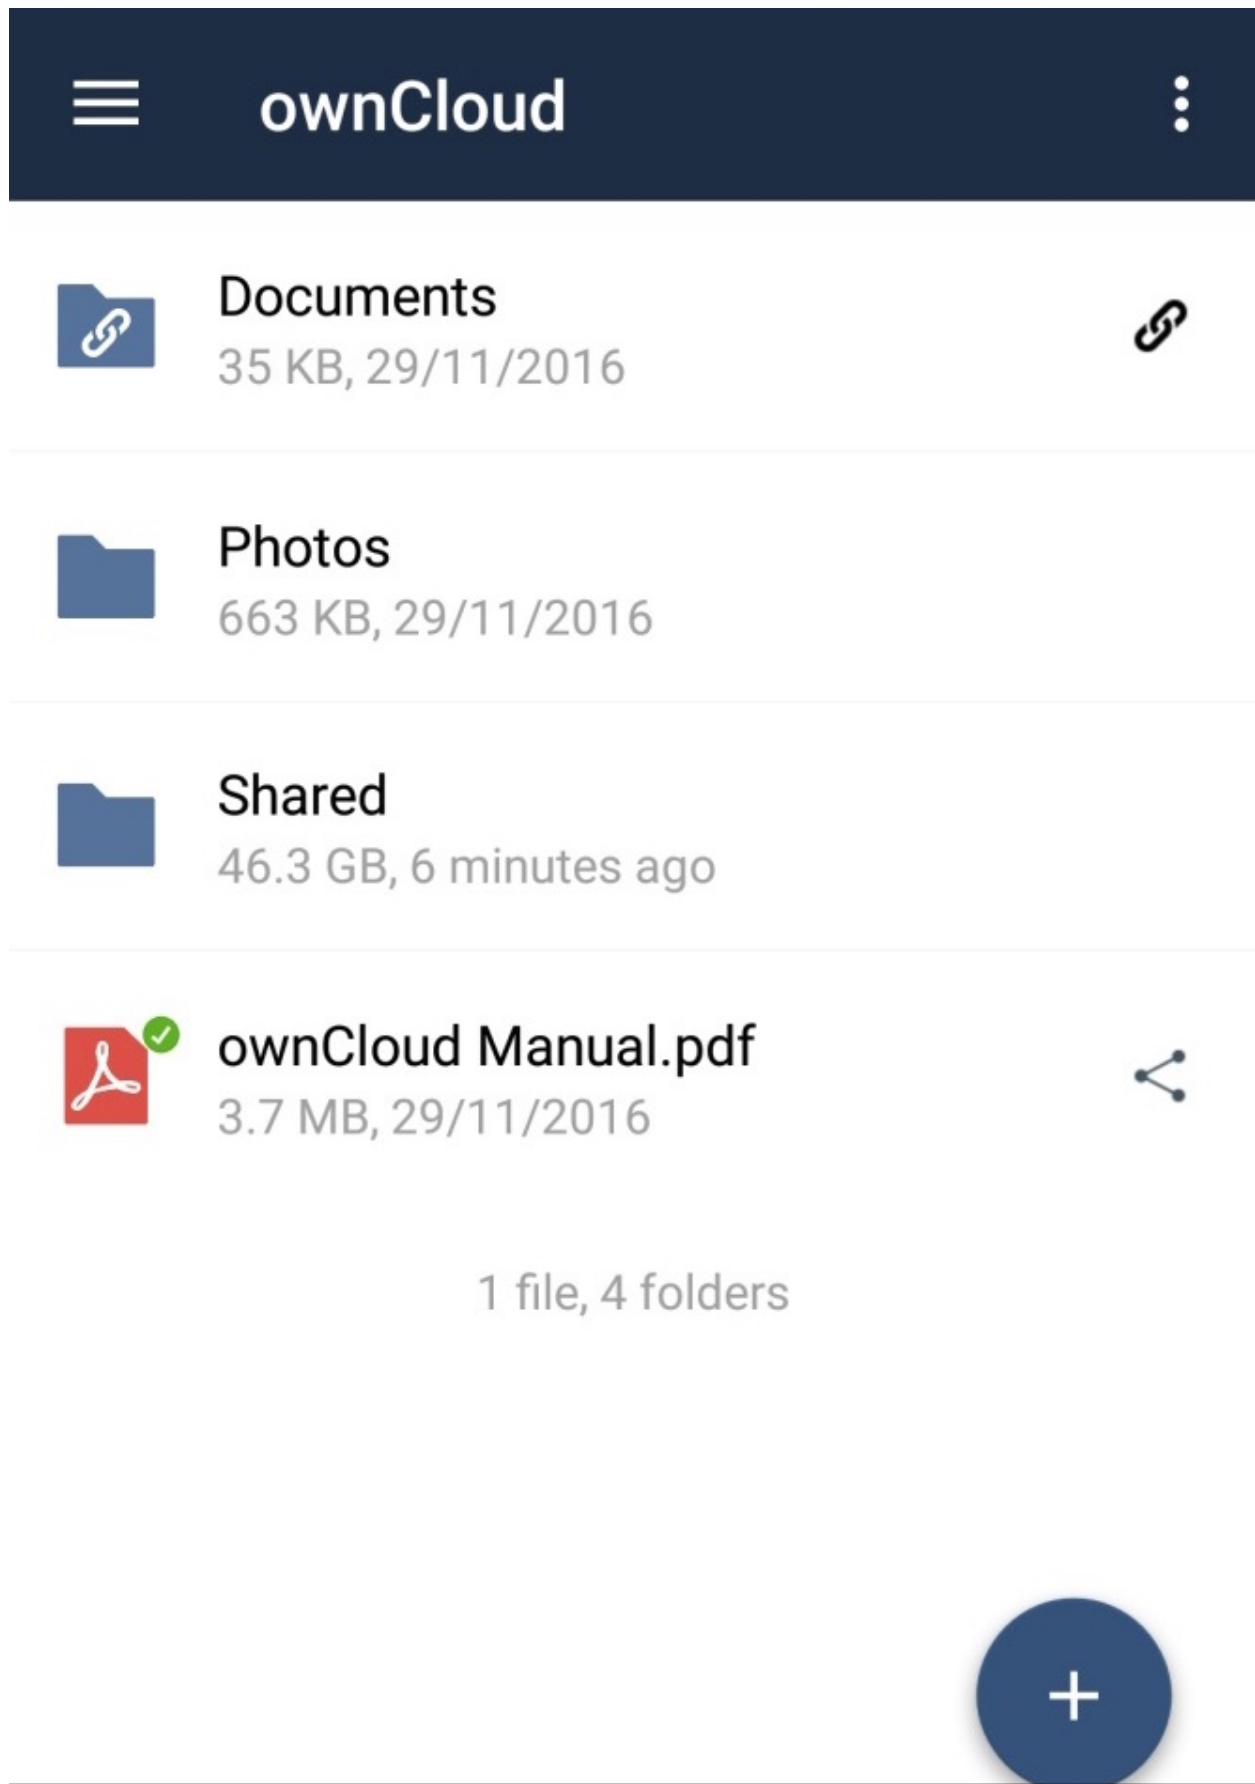 ownCloud
Documents
35 KB, 29/11/2016
Photos
663 KB, 29/11/2016
Shared
46.3 GB, 6 minutes ago
ownCloud Manual.pdf
3.7 MB, 29/11/2016
1 file, 4 folders